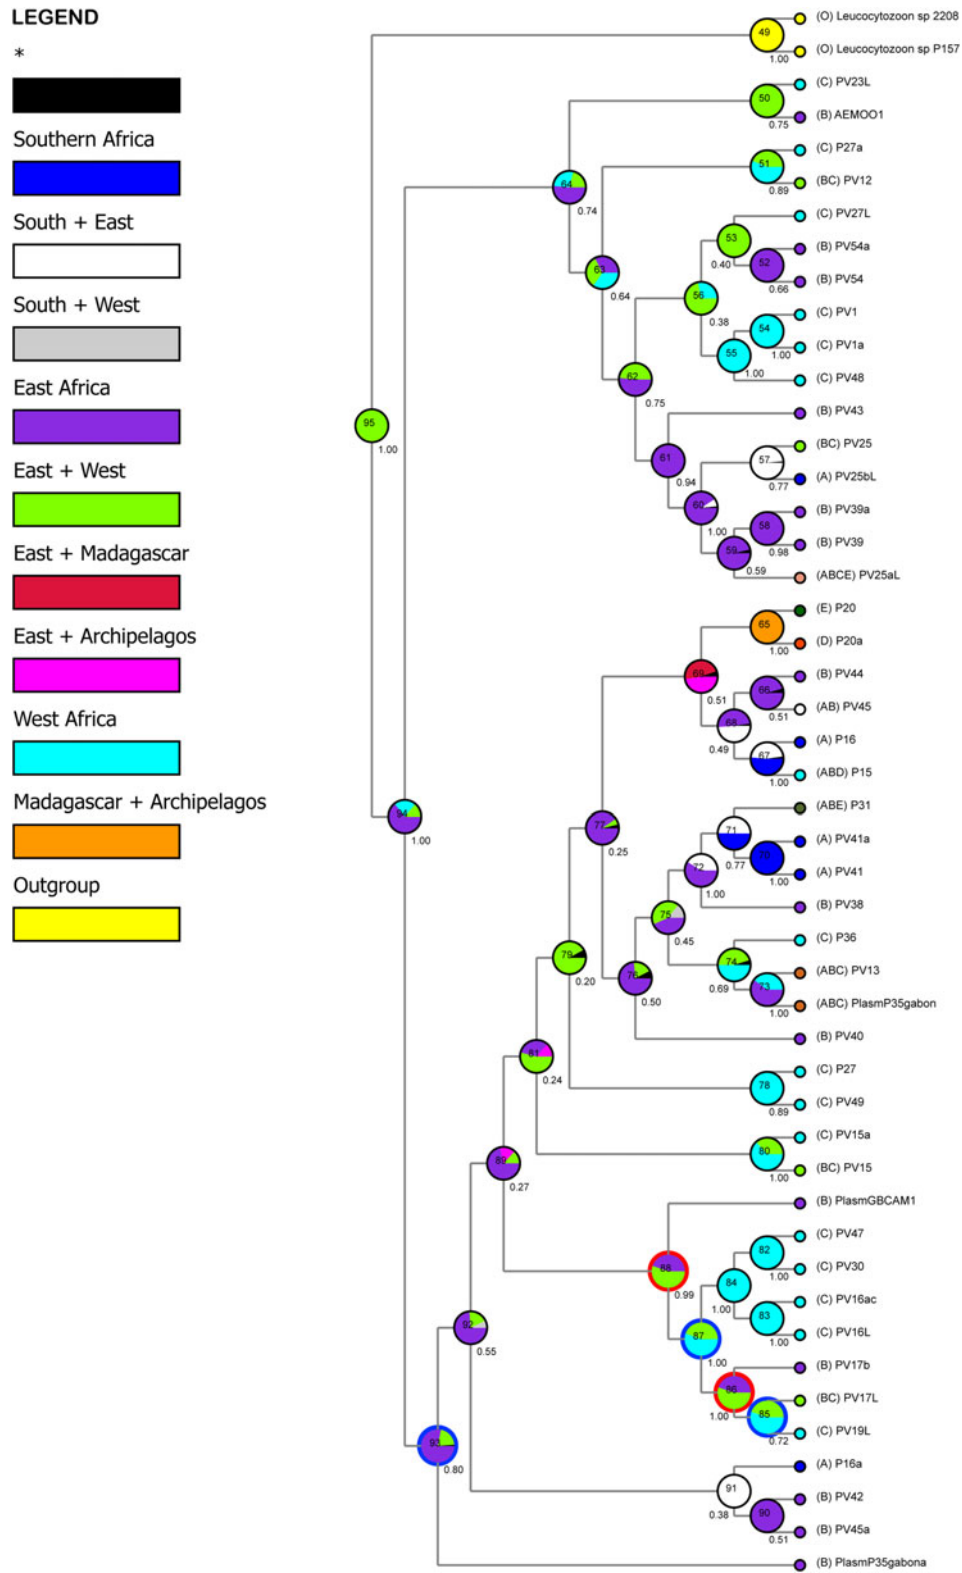 LEGEND
*
Southern Africa
South + East
South + West
East Africa
East + West
East + Madagascar
East + Archipelagos
West Africa
Madagascar + Archipelagos
Outgroup
(O) Leucocytozoon sp 2208
49
(O) Leucocytozoon sp P157
1.00
(C) PV23L
50
(B) AEMOO1
0.75
(C) P27a
51
(BC) PV12
0.89
64
0.74
(C) PV27L
53
(B) PV54a
52
0.40
(B) PV54
0.66
63
0.64
56
0.38
(C) PV1
54
(C) PV1a
1.00
55
1.00
(C) PV48
62
0.75
(B) PV43
95
1.00
(BC) PV25
57
(A) PV25bL
0.77
61
0.94
60
1.00
(B) PV39a
58
(B) PV39
0.98
59
0.59
(ABCE) PV25aL
(E) P20
65
(D) P20a
1.00
69
0.51
(B) PV44
66
(AB) PV45
0.51
68
0.49
(A) P16
67
(ABD) P15
1.00
(ABE) P31
94
1.00
77
0.25
71
(A) PV41a
70
0.77
(A) PV41
1.00
72
1.00
(B) PV38
75
0.45
(C) P36
79
0.20
74
(ABC) PV13
0.69
73
(ABC) PlasmP35gabon
1.00
76
0.50
(B) PV40
81
0.24
(C) P27
78
(C) PV49
0.89
(C) PV15a
80
(BC) PV15
1.00
89
0.27
(B) PlasmGBCAM1
(C) PV47
82
(C) PV30
1.00
88
0.99
84
(C) PV16ac
1.00
83
(C) PV16L
1.00
92
0.55
87
1.00
(B) PV17b
86
(BC) PV17L
1.00
85
(C) PV19L
0.72
93
0.80
(A) P16a
91
(B) PV42
0.38
90
(B) PV45a
0.51
(B) PlasmP35gabona